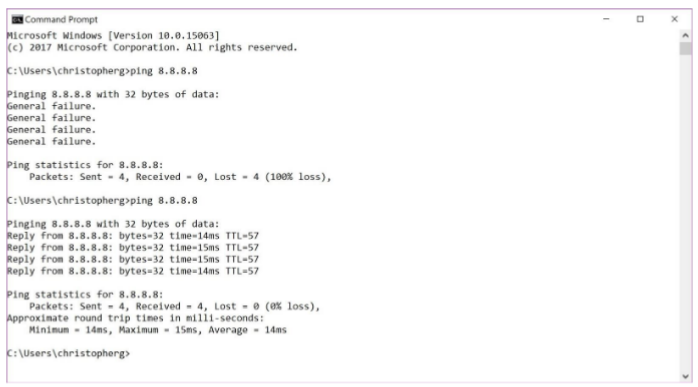 Command Prompt
Microsoft Windows [Version 10.0.15063]
(c) 2017 Microsoft Corporation. All rights reserved.
C:\Users\christopherg>ping 8.8.8.8
Pinging 8.8.8.8 with 32 bytes of data:
General failure.
General failure.
General failure.
General failure.
Ping statistics for 8.8.8.8:
Packets: Sent = 4, Received = 0, Lost = 4 (100% loss),
C:\Users\christopherg>ping 8.8.8.8
Pinging 8.8.8.8 with 32 bytes of data:
Reply from 8.8.8.8: bytes=32 time=14ms TTL=57
Reply from 8.8.8.8: bytes=32 time=15ms TTL=57
Reply from 8.8.8.8: bytes=32 time=15ms TTL=57
Reply from 8.8.8.8: bytes=32 time=14ms TTL=57
Ping statistics for 8.8.8.8:
Packets: Sent = 4, Received = 4, Lost = 0 (0% loss),
Approximate round trip times in milli-seconds:
Minimum = 14ms, Maximum = 15ms, Average = 14ms
C:\Users\christopherg>